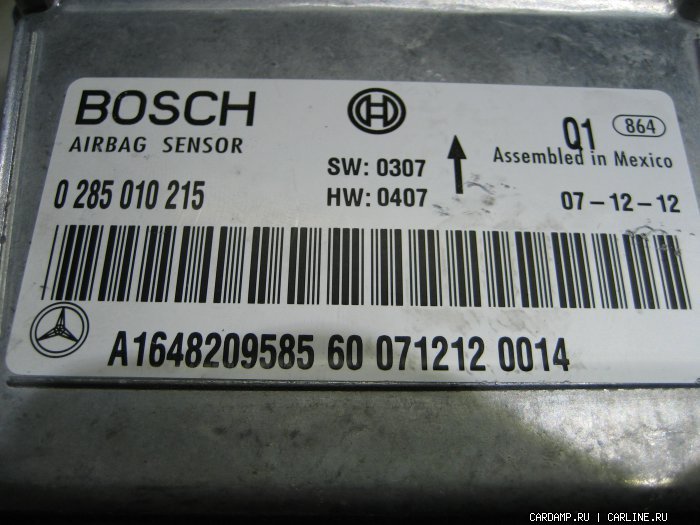 BOSCH
AIRBAG SENSOR
0 285 010 215
SW: 0307
HW: 0407
Q1 864
Assembled in Mexico
07-12-12
A1648209585 60 071212 0014
CARDAMP.RU | CARLINE.RU